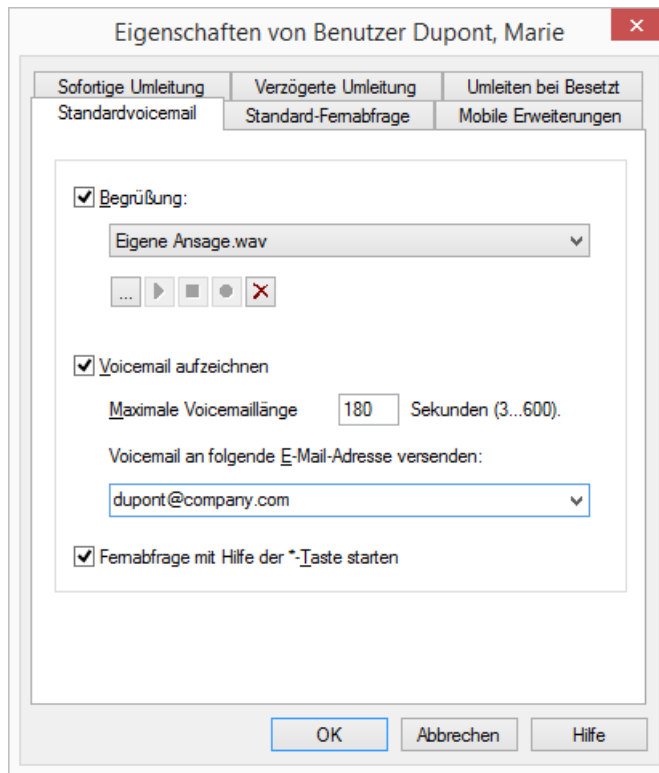 Eigenschaften von Benutzer Dupont, Marie
Sofortige Umleitung Verzögerte Umleitung Umleiten bei Besetzt
Standardvoicemail Standard-Fernabfrage Mobile Erweiterungen
Begrüßung:
Eigene Ansage.wav
...
Voicemail aufzeichnen
Maximale Voicemaillänge 180 Sekunden (3...600).
Voicemail an folgende E-Mail-Adresse versenden:
dupont@company.com
Fernabfrage mit Hilfe der *-Taste starten
OK Abbrechen Hilfe